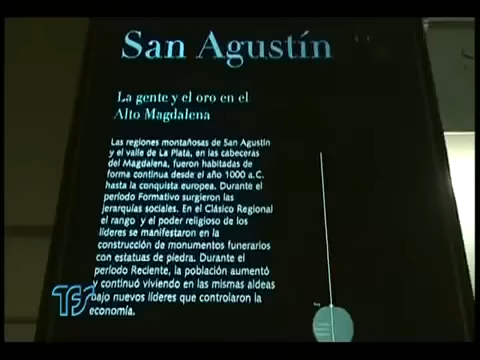 San Agustín
La gente y el oro en el
Alto Magdalena
Las regiones montañosas de San Agustín
y el valle de La Plata, en las cabeceras
del Magdalena, fueron habitadas de
forma continua desde el año 1000 a.C.
hasta la conquista europea. Durante el
período Formativo surgieron las
jerarquías sociales. En el Clásico Regional
el rango y el poder religioso de los
líderes se manifestaron en la
construcción de monumentos funerarios
con estatuas de piedra. Durante el
período Reciente, la población aumentó
y continuó viviendo en las mismas aldeas
bajo nuevos líderes que controlaron la
economía.